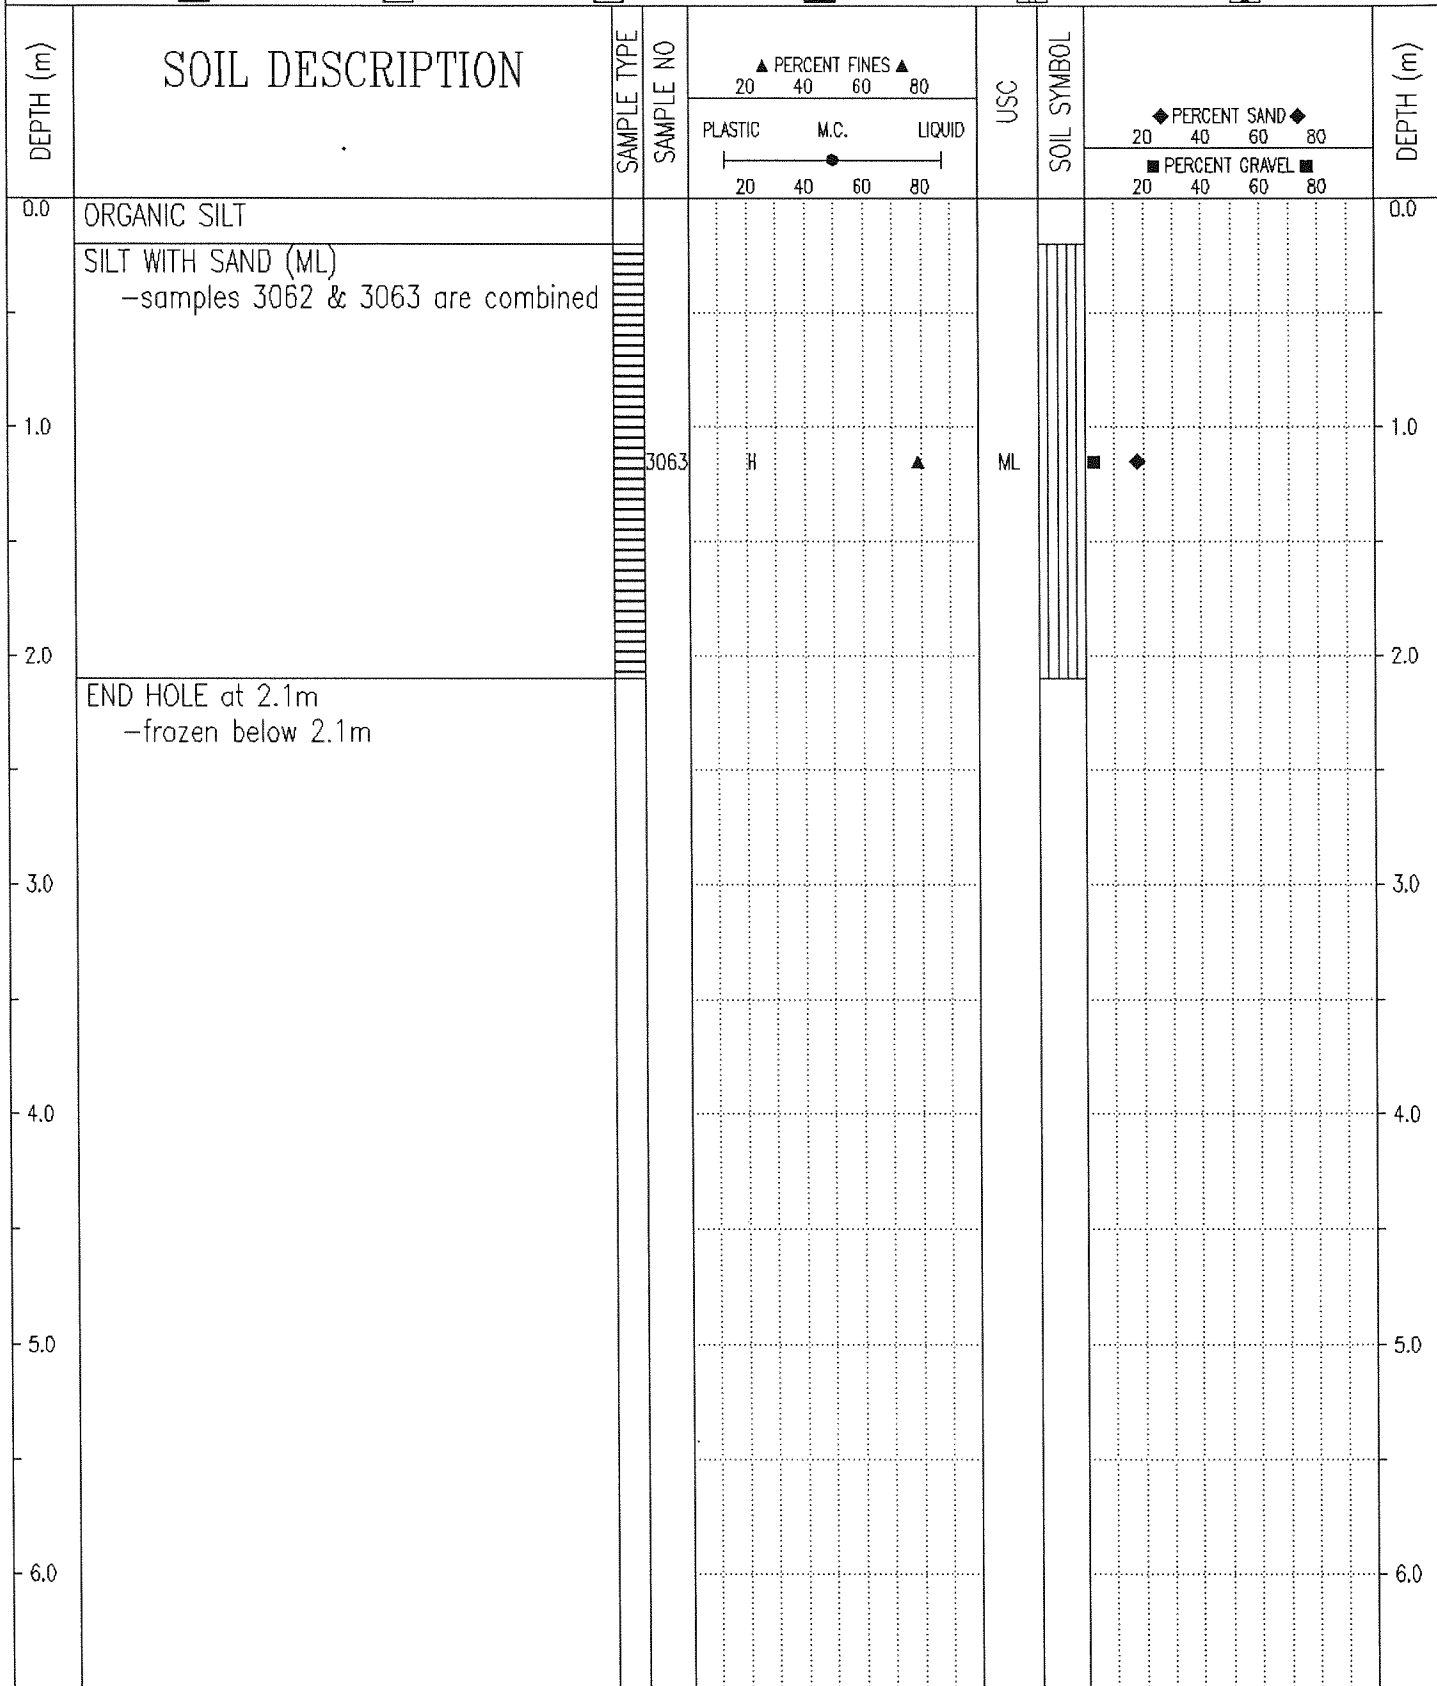 DEPTH (m)
SOIL DESCRIPTION
SAMPLE TYPE
SAMPLE NO
▲ PERCENT FINES ▲
20 40 60 80
PLASTIC M.C. LIQUID
20 40 60 80
USC
SOIL SYMBOL
◆ PERCENT SAND ◆
20 40 60 80
■ PERCENT GRAVEL ■
20 40 60 80
DEPTH (m)
0.0 ORGANIC SILT 0.0
SILT WITH SAND (ML)
-samples 3062 & 3063 are combined
1.0 1.0
3063 ML
2.0 2.0
END HOLE at 2.1m
-frozen below 2.1m
3.0 3.0
4.0 4.0
5.0 5.0
6.0 6.0